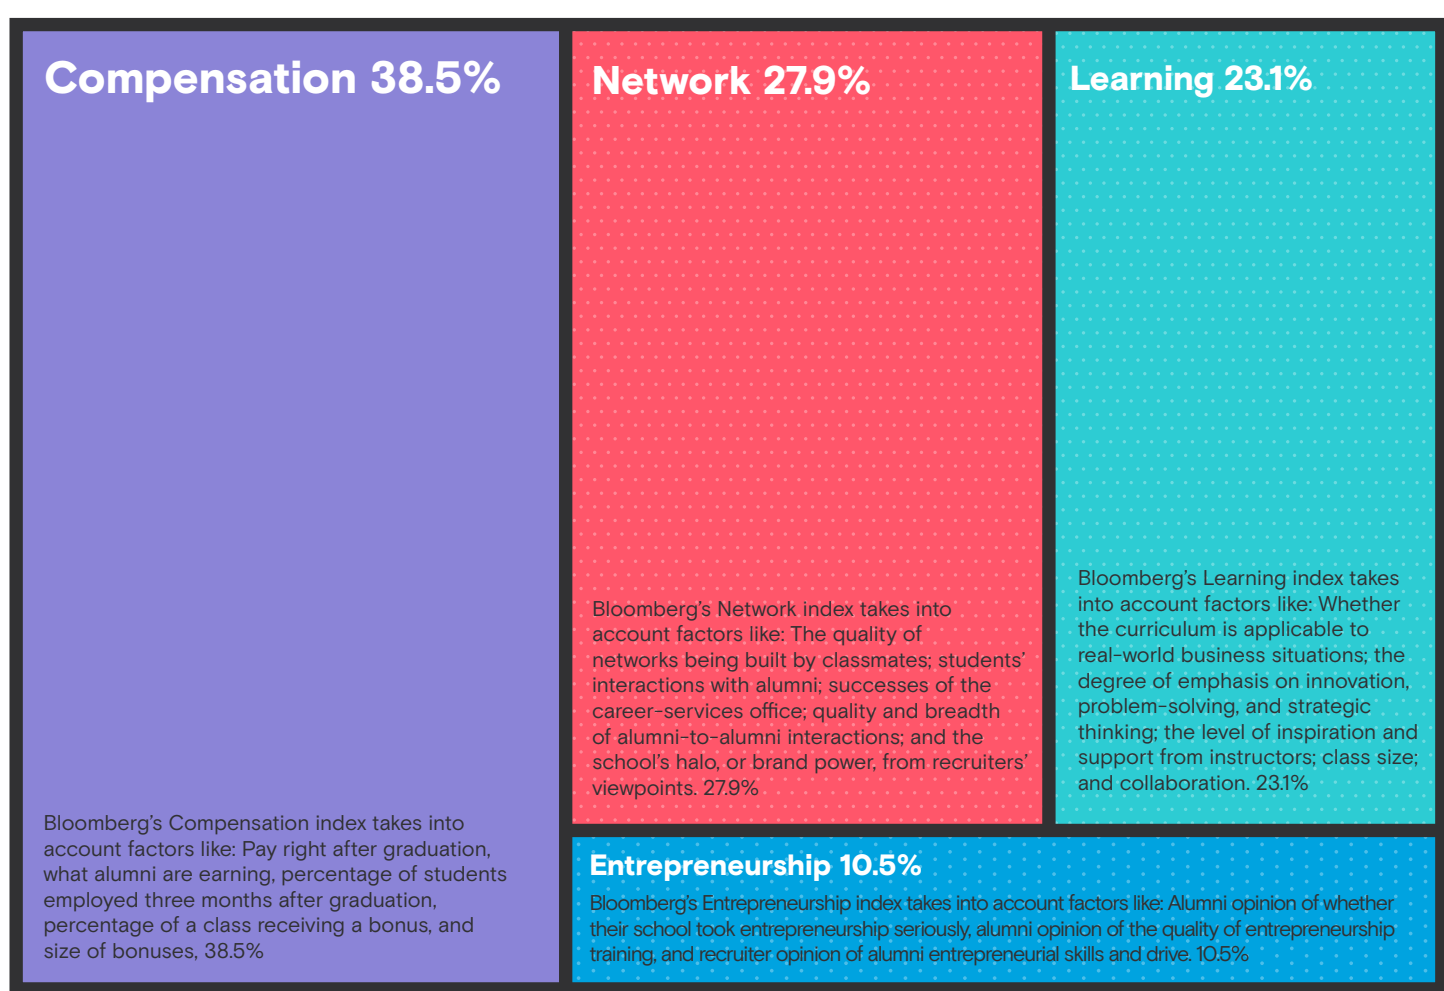 Compensation 38.5%
Bloomberg’s Compensation index takes into
account factors like: Pay right after graduation,
what alumni are earning, percentage of students
employed three months after graduation,
percentage of a class receiving a bonus, and
size of bonuses, 38.5%
Network 27.9%
Bloomberg’s Network index takes into
account factors like: The quality of
networks being built by classmates; students’
interactions with alumni; successes of the
career-services office; quality and breadth
of alumni-to-alumni interactions; and the
school’s halo, or brand power, from recruiters’
viewpoints. 27.9%
Learning 23.1%
Bloomberg’s Learning index takes
into account factors like: Whether
the curriculum is applicable to
real-world business situations; the
degree of emphasis on innovation,
problem-solving, and strategic
thinking; the level of inspiration and
support from instructors; class size;
and collaboration. 23.1%
Entrepreneurship 10.5%
Bloomberg’s Entrepreneurship index takes into account factors like: Alumni opinion of whether
their school took entrepreneurship seriously, alumni opinion of the quality of entrepreneurship
training, and recruiter opinion of alumni entrepreneurial skills and drive. 10.5%